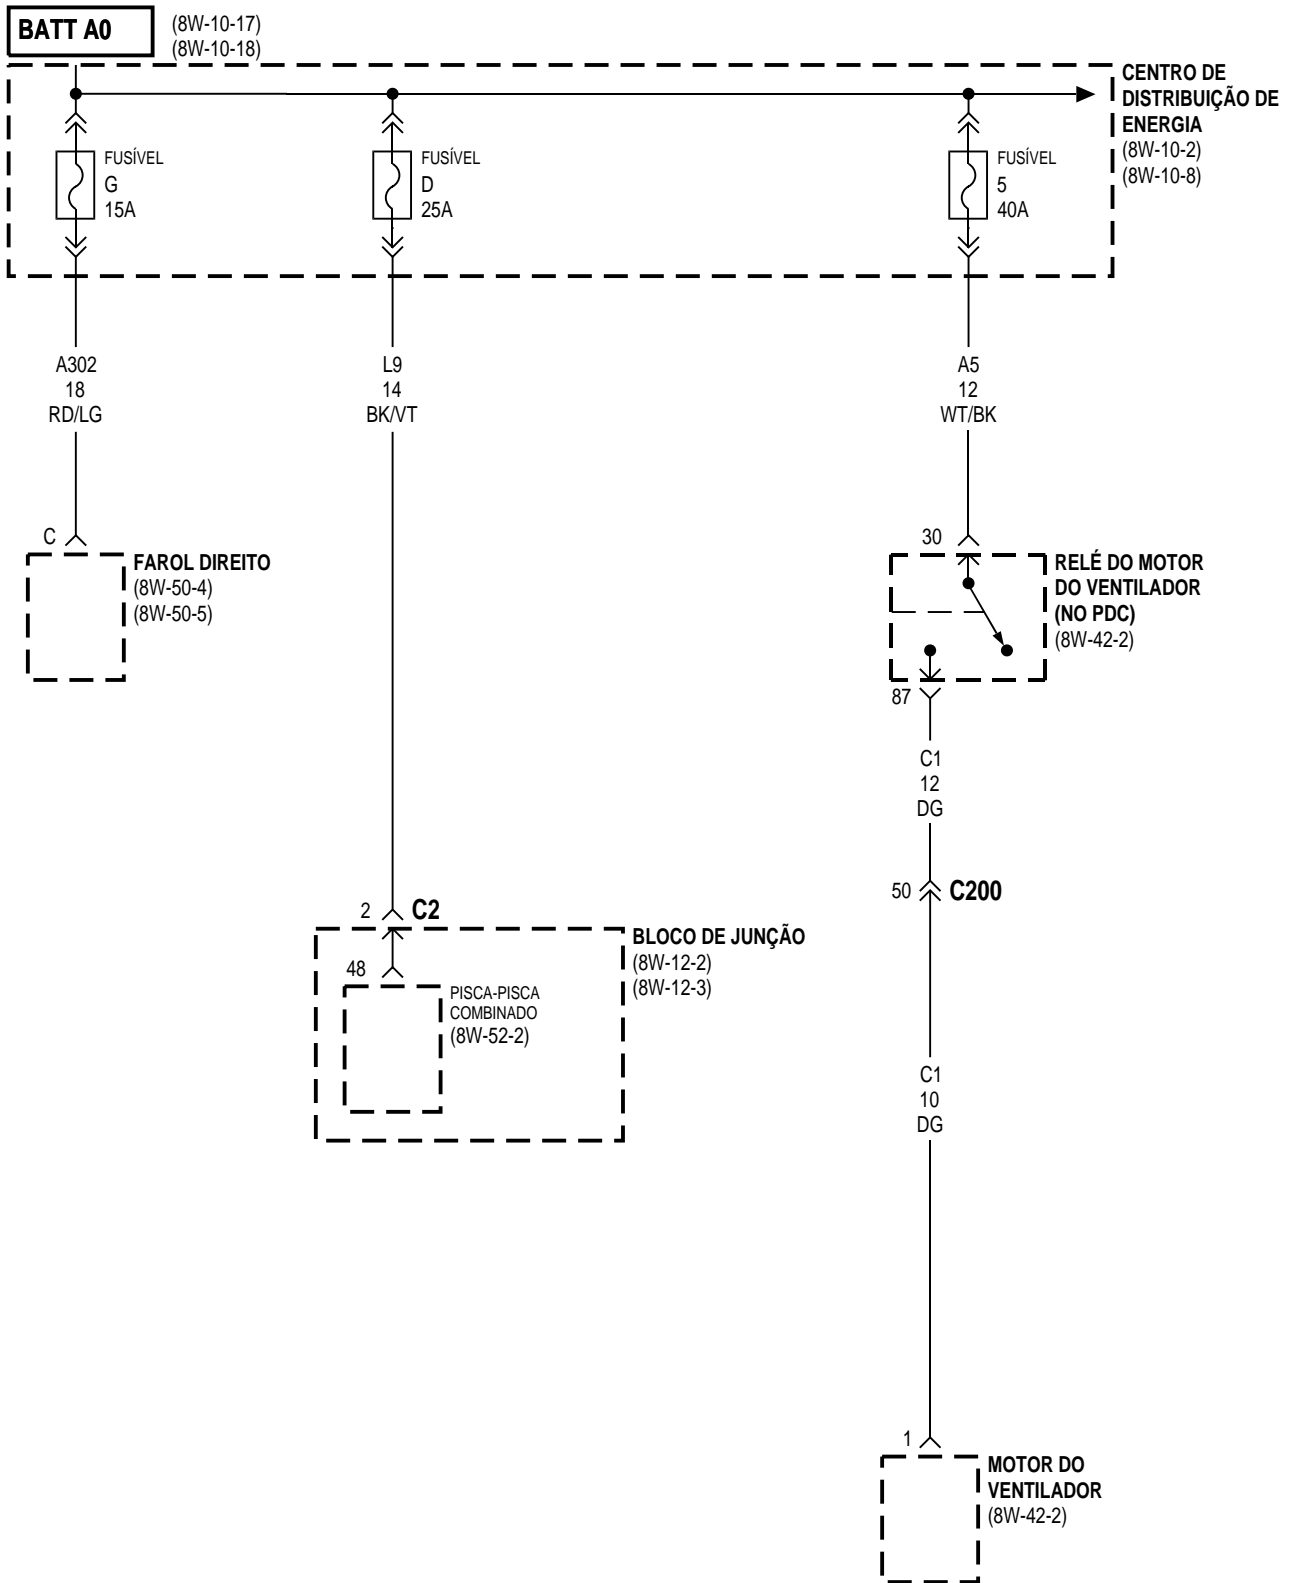 BATT A0
(8W-10-17)
(8W-10-18)
CENTRO DE
DISTRIBUIÇÃO DE
ENERGIA
(8W-10-2)
(8W-10-8)
FUSÍVEL
G
15A
FUSÍVEL
D
25A
FUSÍVEL
5
40A
A302
18
RD/LG
L9
14
BK/VT
A5
12
WT/BK
C
FAROL DIREITO
(8W-50-4)
(8W-50-5)
30
RELÉ DO MOTOR
DO VENTILADOR
(NO PDC)
(8W-42-2)
87
C1
12
DG
50
C200
2
C2
BLOCO DE JUNÇÃO
(8W-12-2)
(8W-12-3)
48
PISCA-PISCA
COMBINADO
(8W-52-2)
C1
10
DG
1
MOTOR DO
VENTILADOR
(8W-42-2)